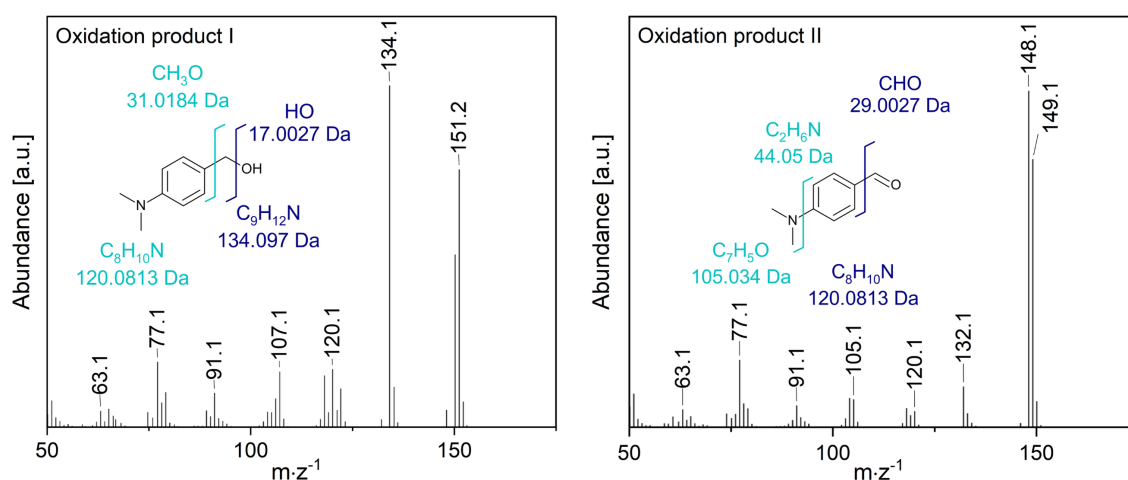 Oxidation product I
134.1
151.2
CH₃O
31.0184 Da
HO
17.0027 Da
OH
N
C₉H₁₂N
134.097 Da
C₈H₁₀N
120.0813 Da
63.1
77.1
91.1
107.1
120.1
Abundance [a.u.]
50
100
150
m·z⁻¹
Oxidation product II
148.1
149.1
CHO
29.0027 Da
C₂H₆N
44.05 Da
O
N
C₇H₅O
105.034 Da
C₈H₁₀N
120.0813 Da
63.1
77.1
91.1
105.1
120.1
132.1
Abundance [a.u.]
50
100
150
m·z⁻¹